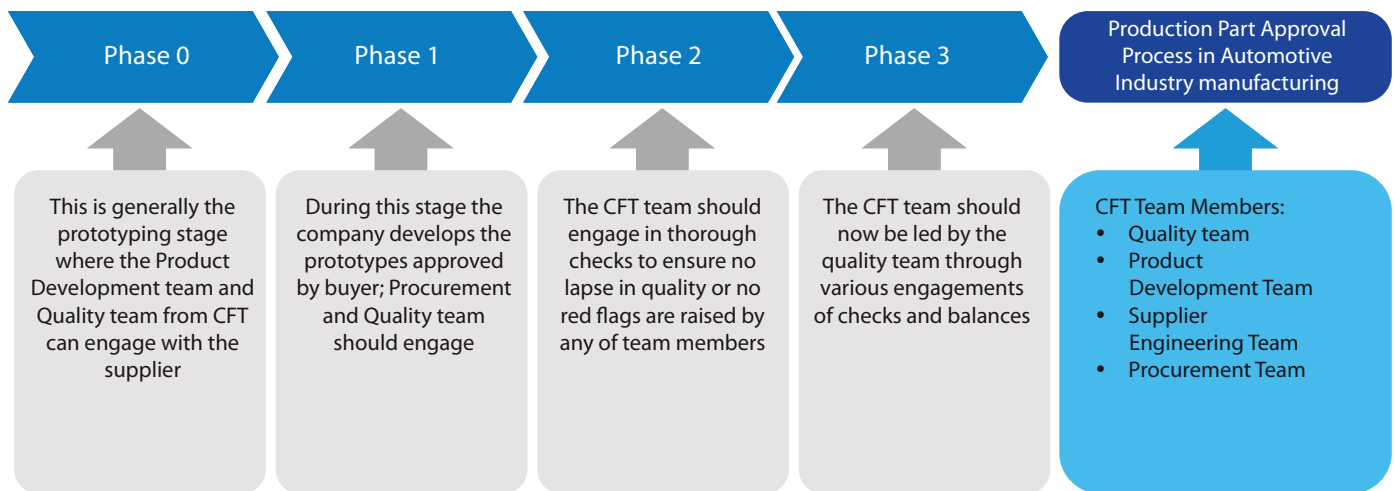 Phase 0
Phase 1
Phase 2
Phase 3
Production Part Approval
Process in Automotive
Industry manufacturing
This is generally the
prototyping stage
where the Product
Development team and
Quality team from CFT
can engage with the
supplier
During this stage the
company develops the
prototypes approved
by buyer; Procurement
and Quality team
should engage
The CFT team should
engage in thorough
checks to ensure no
lapse in quality or no
red flags are raised by
any of team members
The CFT team should
now be led by the
quality team through
various engagements
of checks and balances
CFT Team Members:
• Quality team
• Product
Development Team
• Supplier
Engineering Team
• Procurement Team